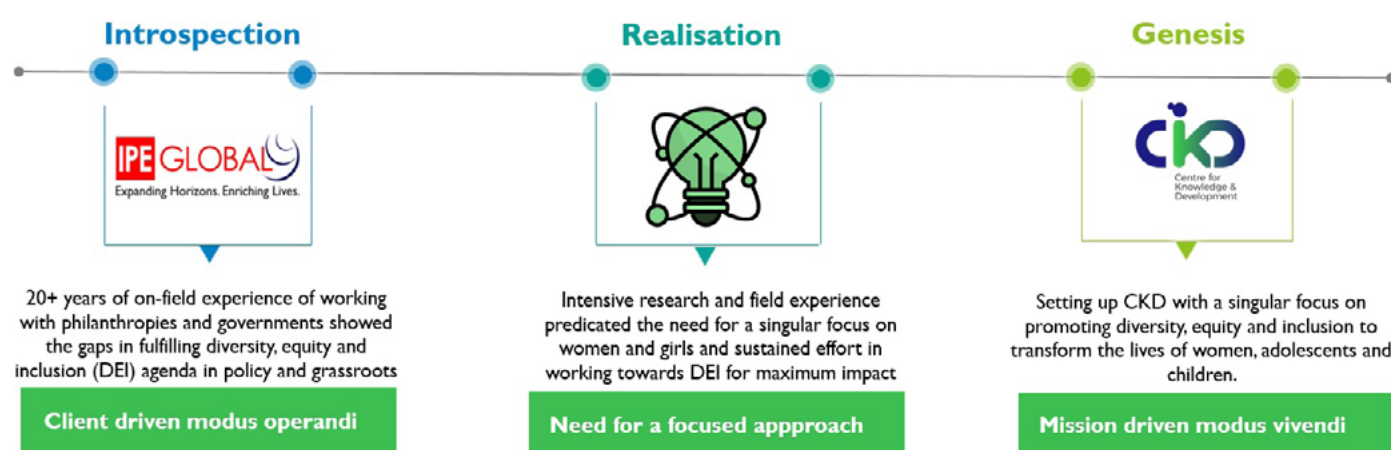 Introspection
IPE GLOBAL
Expanding Horizons. Enriching Lives.
20+ years of on-field experience of working
with philanthropies and governments showed
the gaps in fulfilling diversity, equity and
inclusion (DEI) agenda in policy and grassroots
Client driven modus operandi
Realisation
Intensive research and field experience
predicated the need for a singular focus on
women and girls and sustained effort in
working towards DEI for maximum impact
Need for a focused appproach
Genesis
CKD
Centre for
Knowledge &
Development
Setting up CKD with a singular focus on
promoting diversity, equity and inclusion to
transform the lives of women, adolescents and
children.
Mission driven modus vivendi